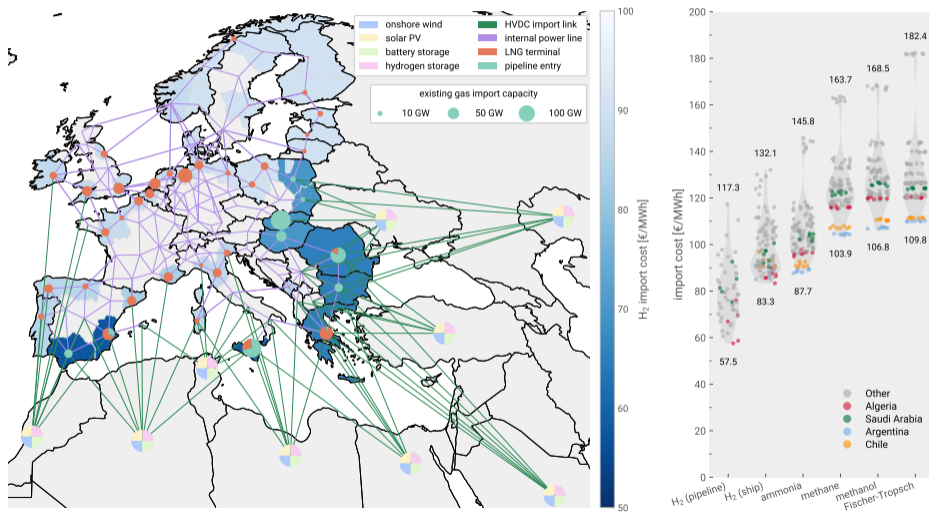 onshore wind
solar PV
battery storage
hydrogen storage
HVDC import link
internal power line
LNG terminal
pipeline entry
existing gas import capacity
10 GW 50 GW 100 GW
100
90
80
70
60
50
H₂ import cost [€/MWh]
import cost [€/MWh]
200
180
160
140
120
100
80
60
40
20
0
117.3
132.1
145.8
163.7
168.5
182.4
57.5
83.3
87.7
103.9
106.8
109.8
Other
Algeria
Saudi Arabia
Argentina
Chile
H₂ (pipeline)
H₂ (ship)
ammonia
methane
methanol
Fischer-Tropsch